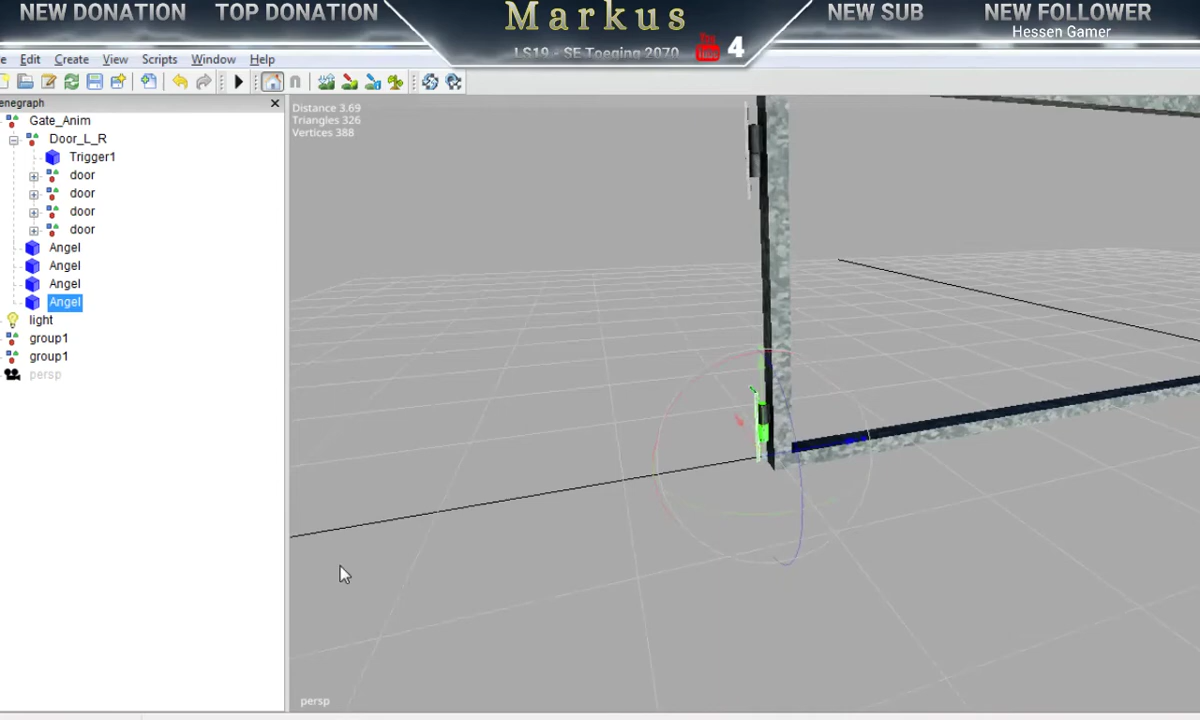 NEW DONATION
TOP DONATION
Markus
NEW SUB
NEW FOLLOWER
Hessen Gamer
LS19 - SE Toeging 2070
You
Tube
4
e Edit Create View Scripts Window Help
enegraph
Distance 3.69
Triangles 326
Vertices 388
Gate_Anim
Door_L_R
Trigger1
door
door
door
door
Angel
Angel
Angel
Angel
light
group1
group1
persp
persp